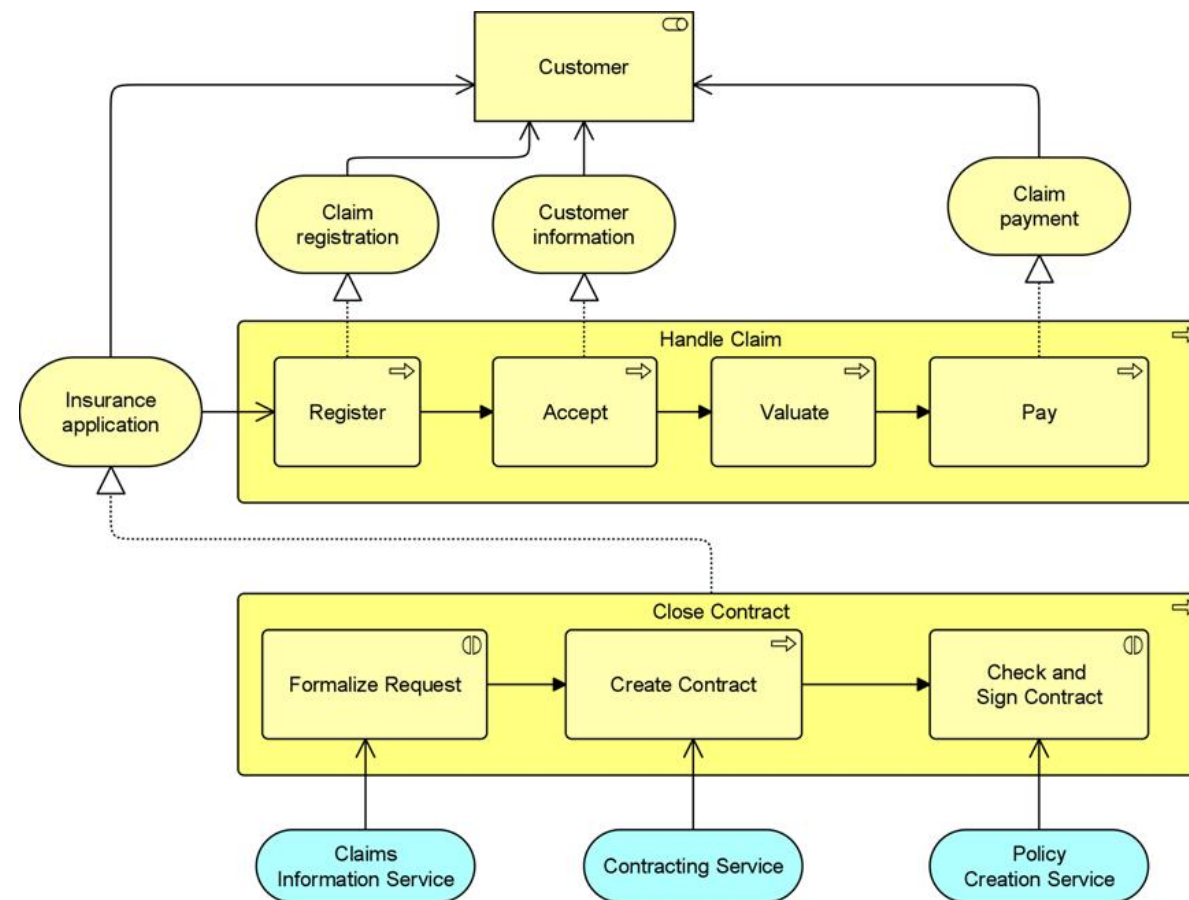 Customer
Claim
registration
Customer
information
Claim
payment
Handle Claim
Insurance
application
Register
Accept
Valuate
Pay
Close Contract
Formalize Request
Create Contract
Check and
Sign Contract
Claims
Information Service
Contracting Service
Policy
Creation Service